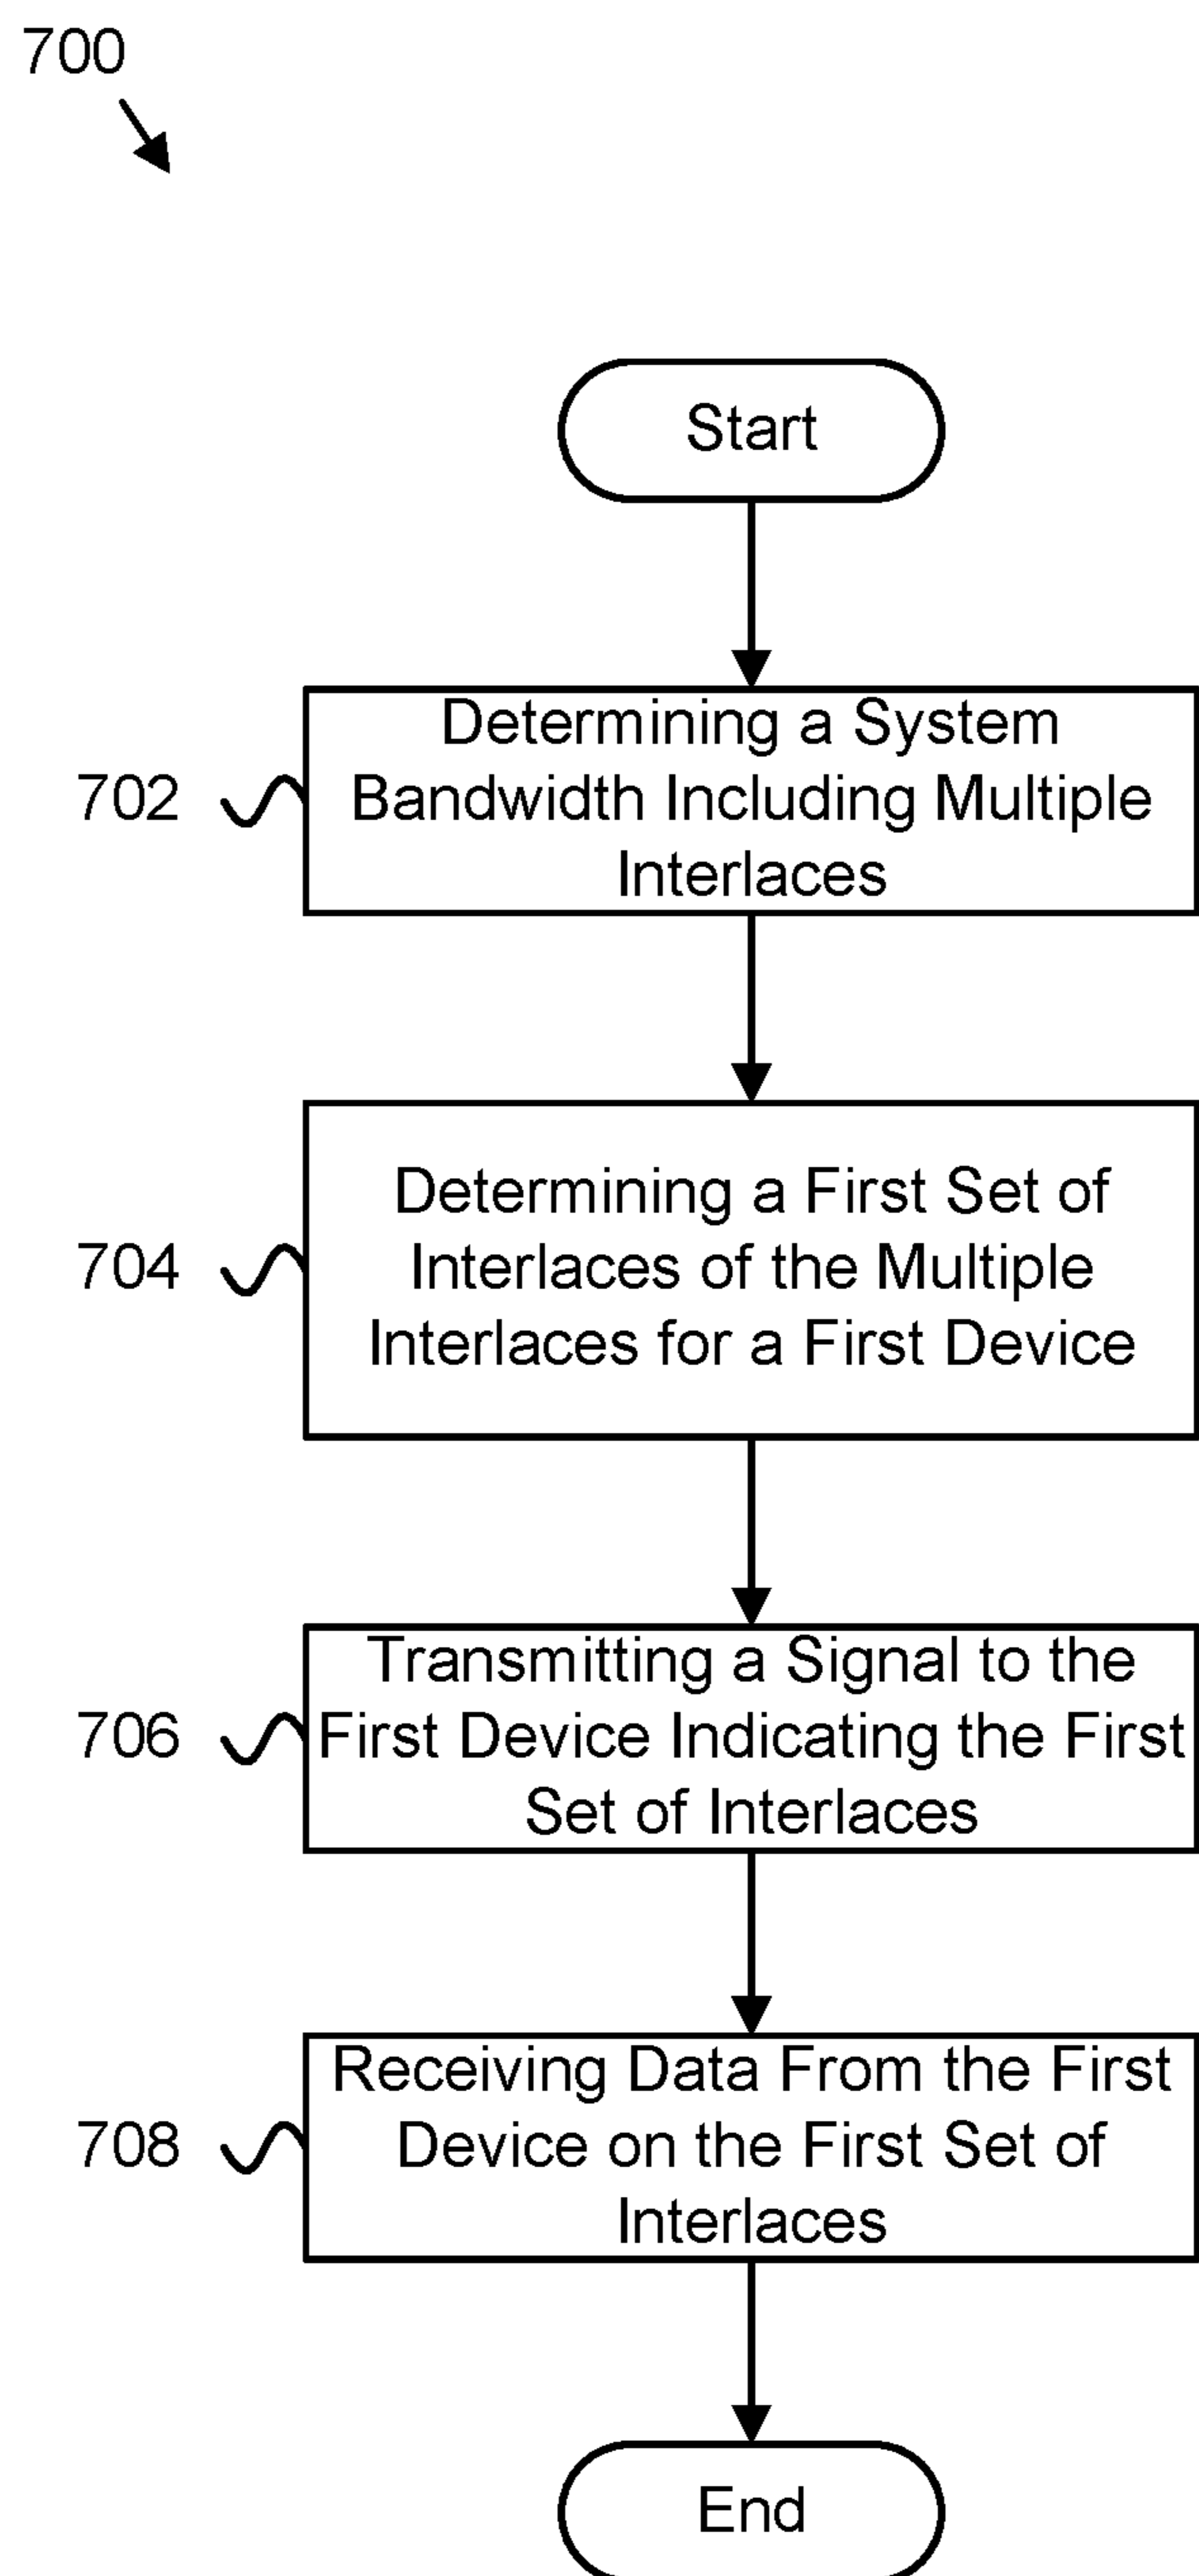 700
Start
702
Determining a System
Bandwidth Including Multiple
Interlaces
704
Determining a First Set of
Interlaces of the Multiple
Interlaces for a First Device
706
Transmitting a Signal to the
First Device Indicating the First
Set of Interlaces
708
Receiving Data From the First
Device on the First Set of
Interlaces
End